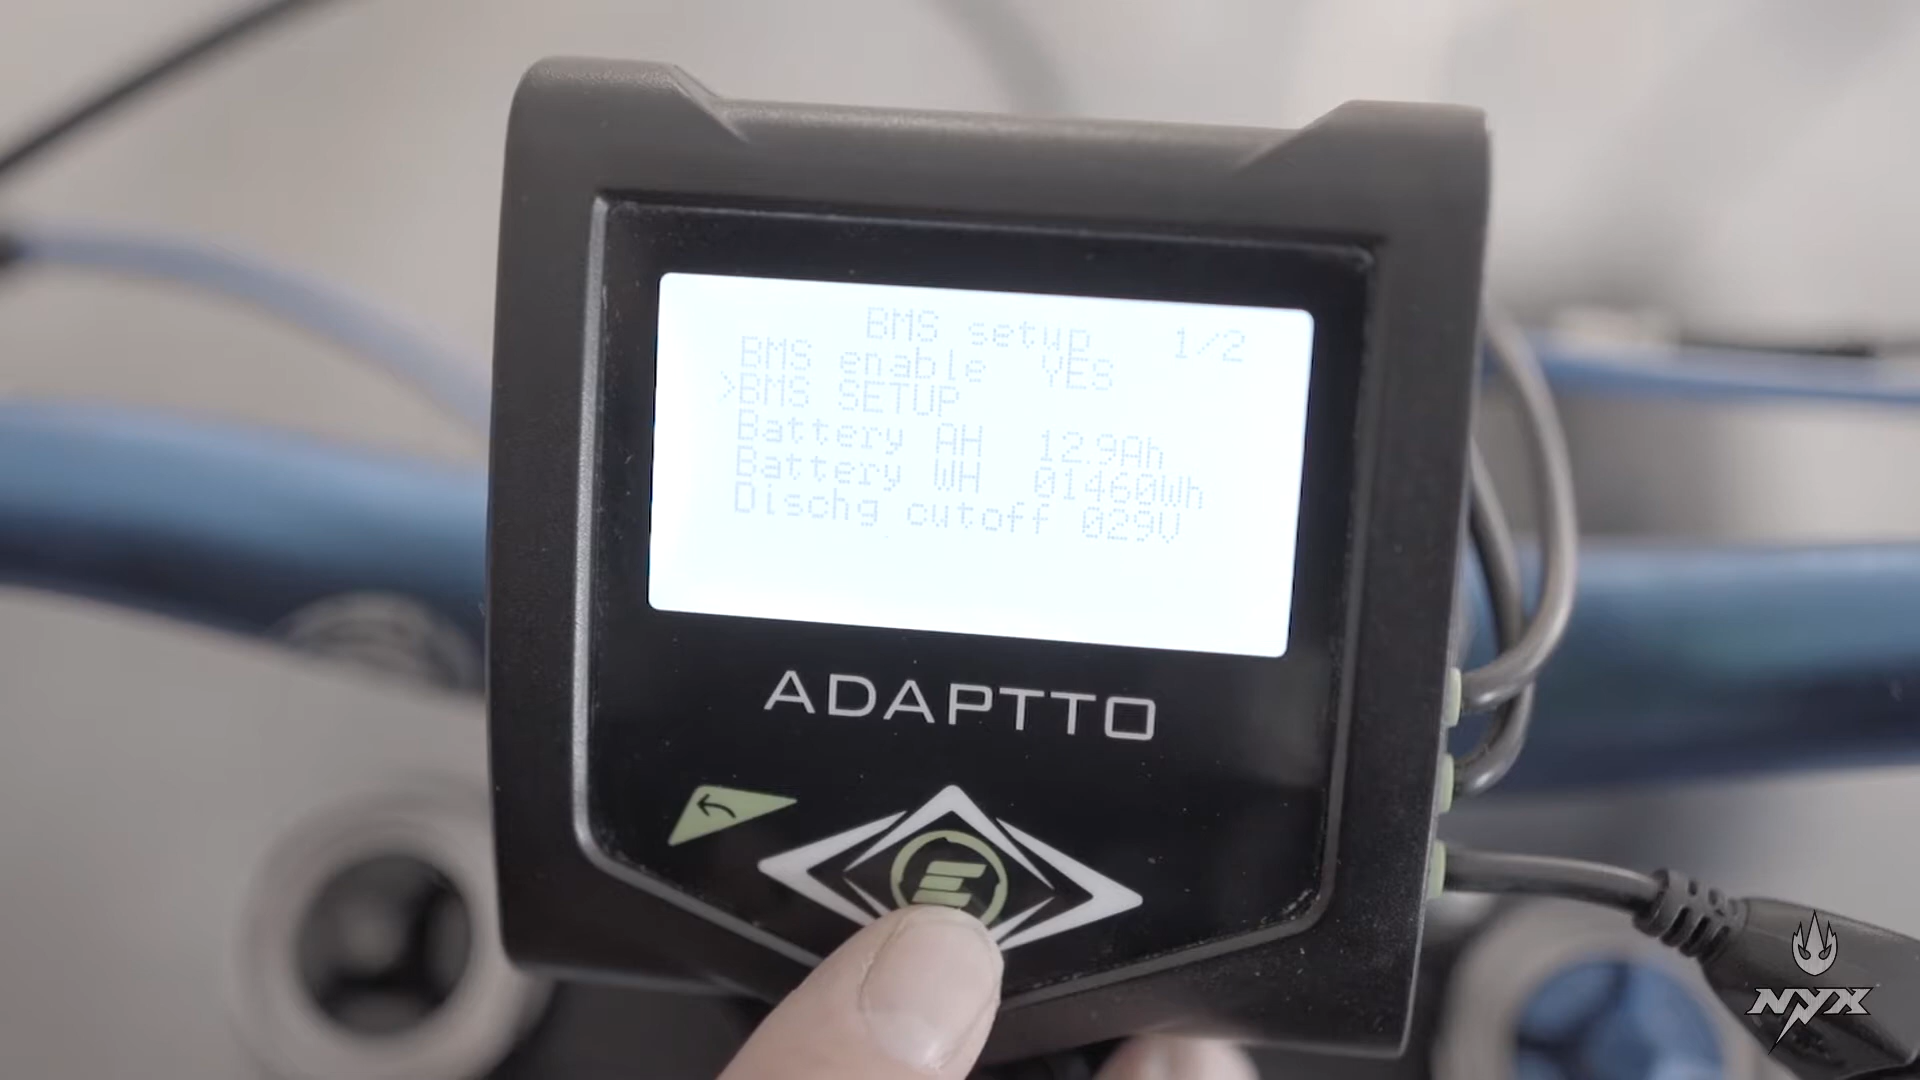 BMS setup 1/2
BMS enable YES
>BMS SETUP
Battery AH 12.9Ah
Battery WH 01460Wh
Dischg cutoff 029V
ADAPTTO
NYX